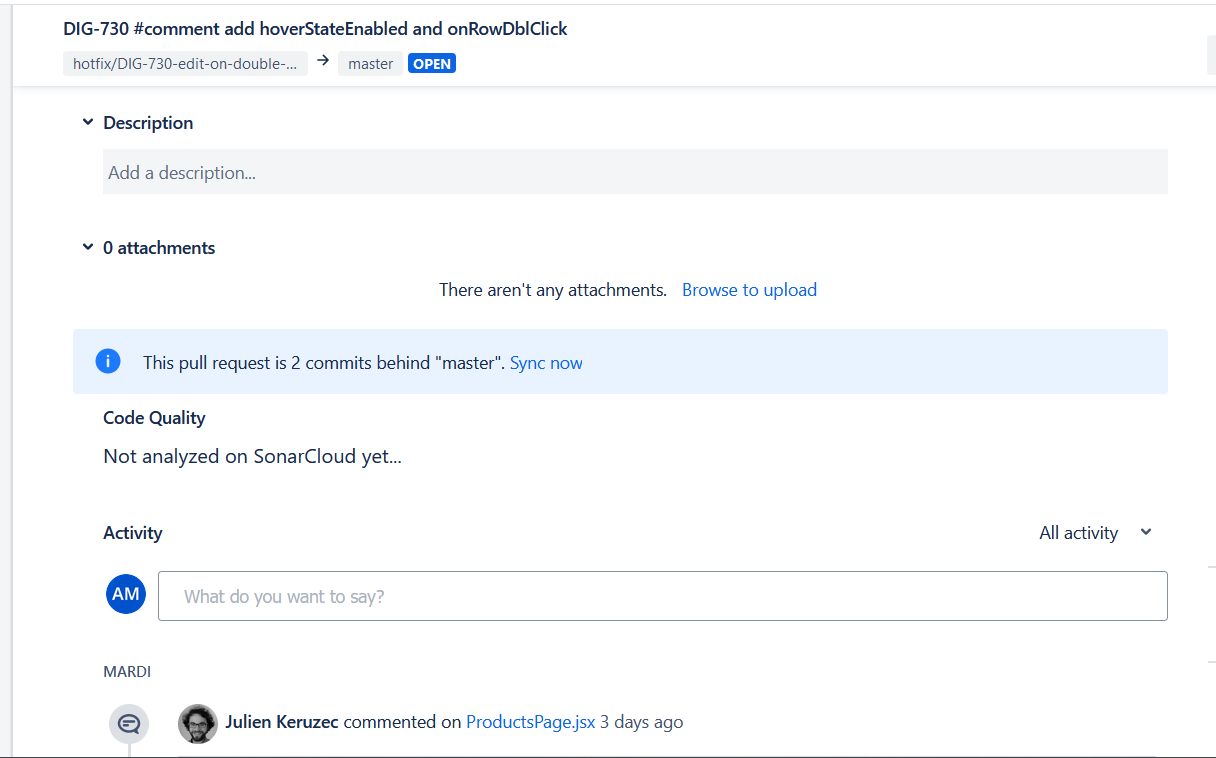 DIG-730 #comment add hoverStateEnabled and onRowDblClick
hotfix/DIG-730-edit-on-double-... → master OPEN
Description
Add a description...
0 attachments
There aren't any attachments. Browse to upload
This pull request is 2 commits behind "master". Sync now
Code Quality
Not analyzed on SonarCloud yet...
Activity
All activity
AM
What do you want to say?
MARDI
Julien Keruzec commented on ProductsPage.jsx 3 days ago